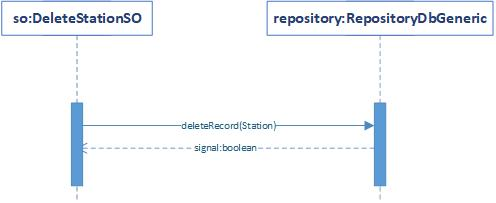 so:DeleteStationSO
repository:RepositoryDbGeneric
deleteRecord(Station)
signal:boolean